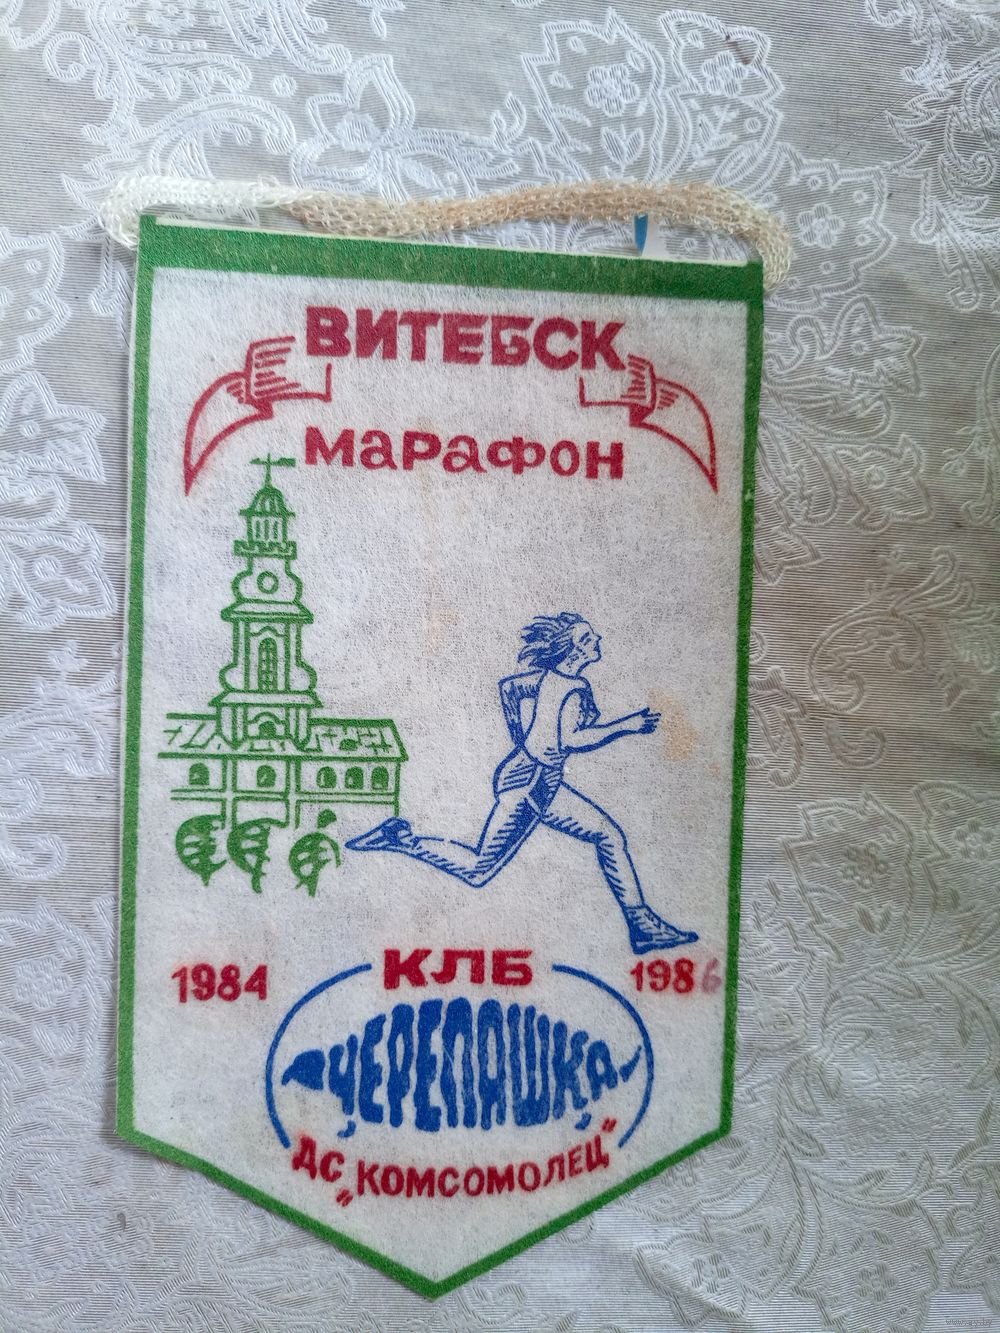 ВИТЕБСК
МАРАФОН
1984 КЛБ 1986
ЧЕРЕПАШКА
ДС „КОМСОМОЛЕЦ"